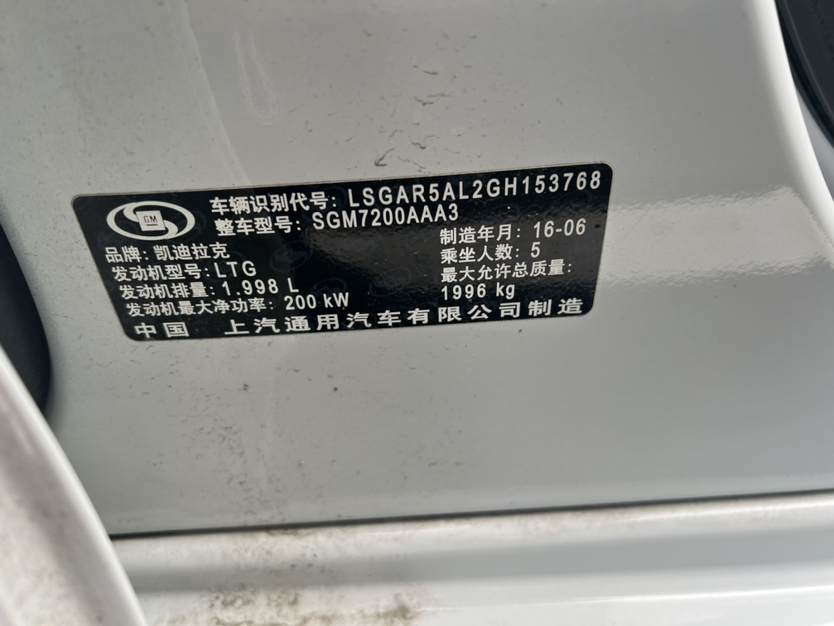 GM
车辆识别代号: LSGAR5AL2GH153768
整车型号: SGM7200AAA3
品牌: 凯迪拉克
制造年月: 16-06
发动机型号: LTG
乘坐人数: 5
发动机排量: 1.998 L
最大允许总质量:
发动机最大净功率: 200 kW
1996 kg
中国 上汽通用汽车有限公司制造